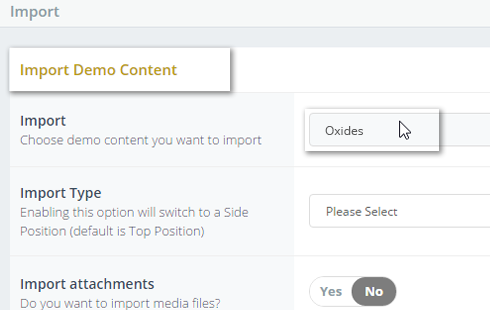 Import
Import Demo Content
Import
Choose demo content you want to import
Oxides
Import Type
Enabling this option will switch to a Side
Position (default is Top Position)
Please Select
Import attachments
Do you want to import media files?
Yes No